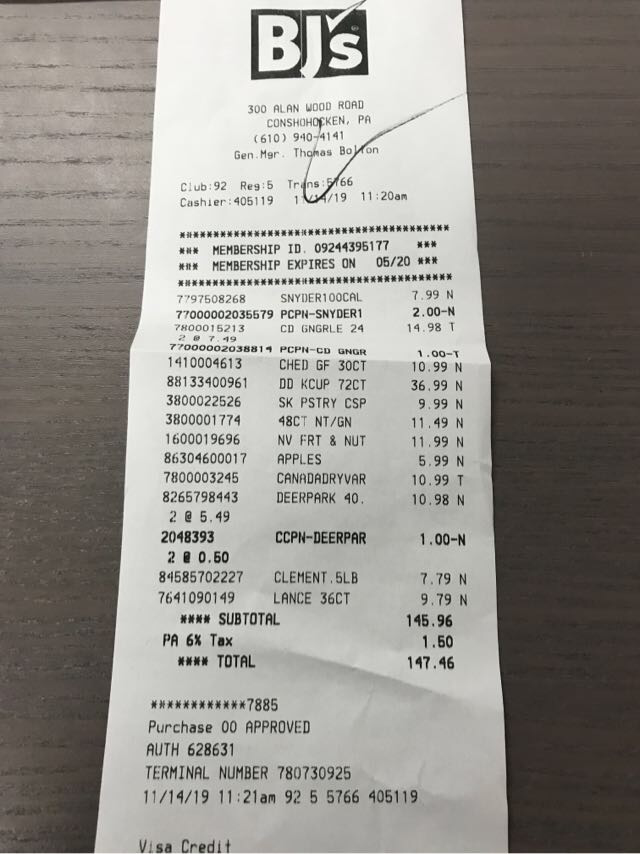 BJ's
300 ALAN WOOD ROAD
CONSHOHOCKEN, PA
(610) 940-4141
Gen.Mgr. Thomas Bolton
Club:92 Reg:5 Trans:5766
Cashier:405119 11/14/19 11:20am
****************************************
*** MEMBERSHIP ID. 09244395177 ***
*** MEMBERSHIP EXPIRES ON 05/20 ***
****************************************
7797508268 SNYDER100CAL 7.99 N
77000002035579 PCPN-SNYDER1 2.00-N
7800015213 CD GNGRLE 24 14.98 T
2 @ 7.49
77000002038814 PCPN-CD GNGR 1.00-T
1410004613 CHED GF 30CT 10.99 N
88133400961 DD KCUP 72CT 36.99 N
3800022526 SK PSTRY CSP 9.99 N
3800001774 48CT NT/GN 11.49 N
1600019696 NV FRT & NUT 11.99 N
86304600017 APPLES 5.99 N
7800003245 CANADADRYVAR 10.99 T
8265798443 DEERPARK 40. 10.98 N
2 @ 5.49
2048393 CCPN-DEERPAR 1.00-N
2 @ 0.50
84585702227 CLEMENT.5LB 7.79 N
7641090149 LANCE 36CT 9.79 N
**** SUBTOTAL 145.96
PA 6% Tax 1.50
**** TOTAL 147.46
************7885
Purchase 00 APPROVED
AUTH 628631
TERMINAL NUMBER 780730925
11/14/19 11:21am 92 5 5766 405119
Visa Credit